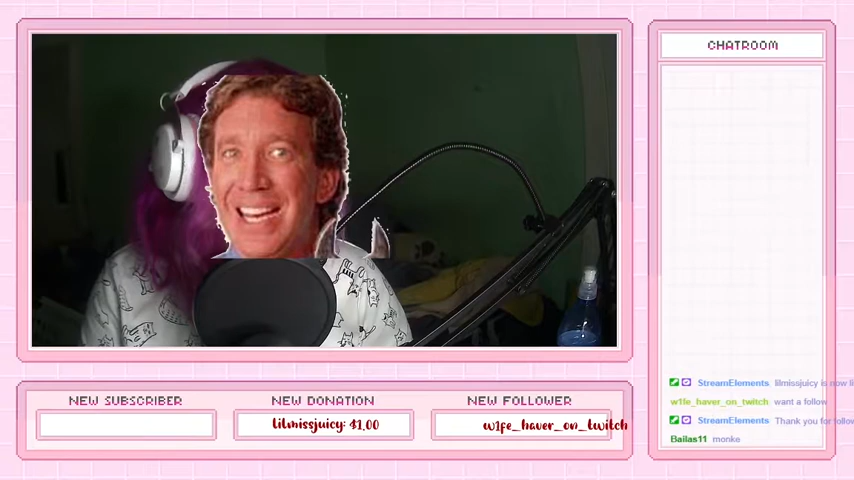 CHATROOM
StreamElements lilmissjuicy is now li
w1fe_haver_on_twitch want a follow
StreamElements Thank you for follow
Bailas11 monke
NEW SUBSCRIBER
NEW DONATION
NEW FOLLOWER
lilmissjuicy: $1.00
w1fe_haver_on_twitch